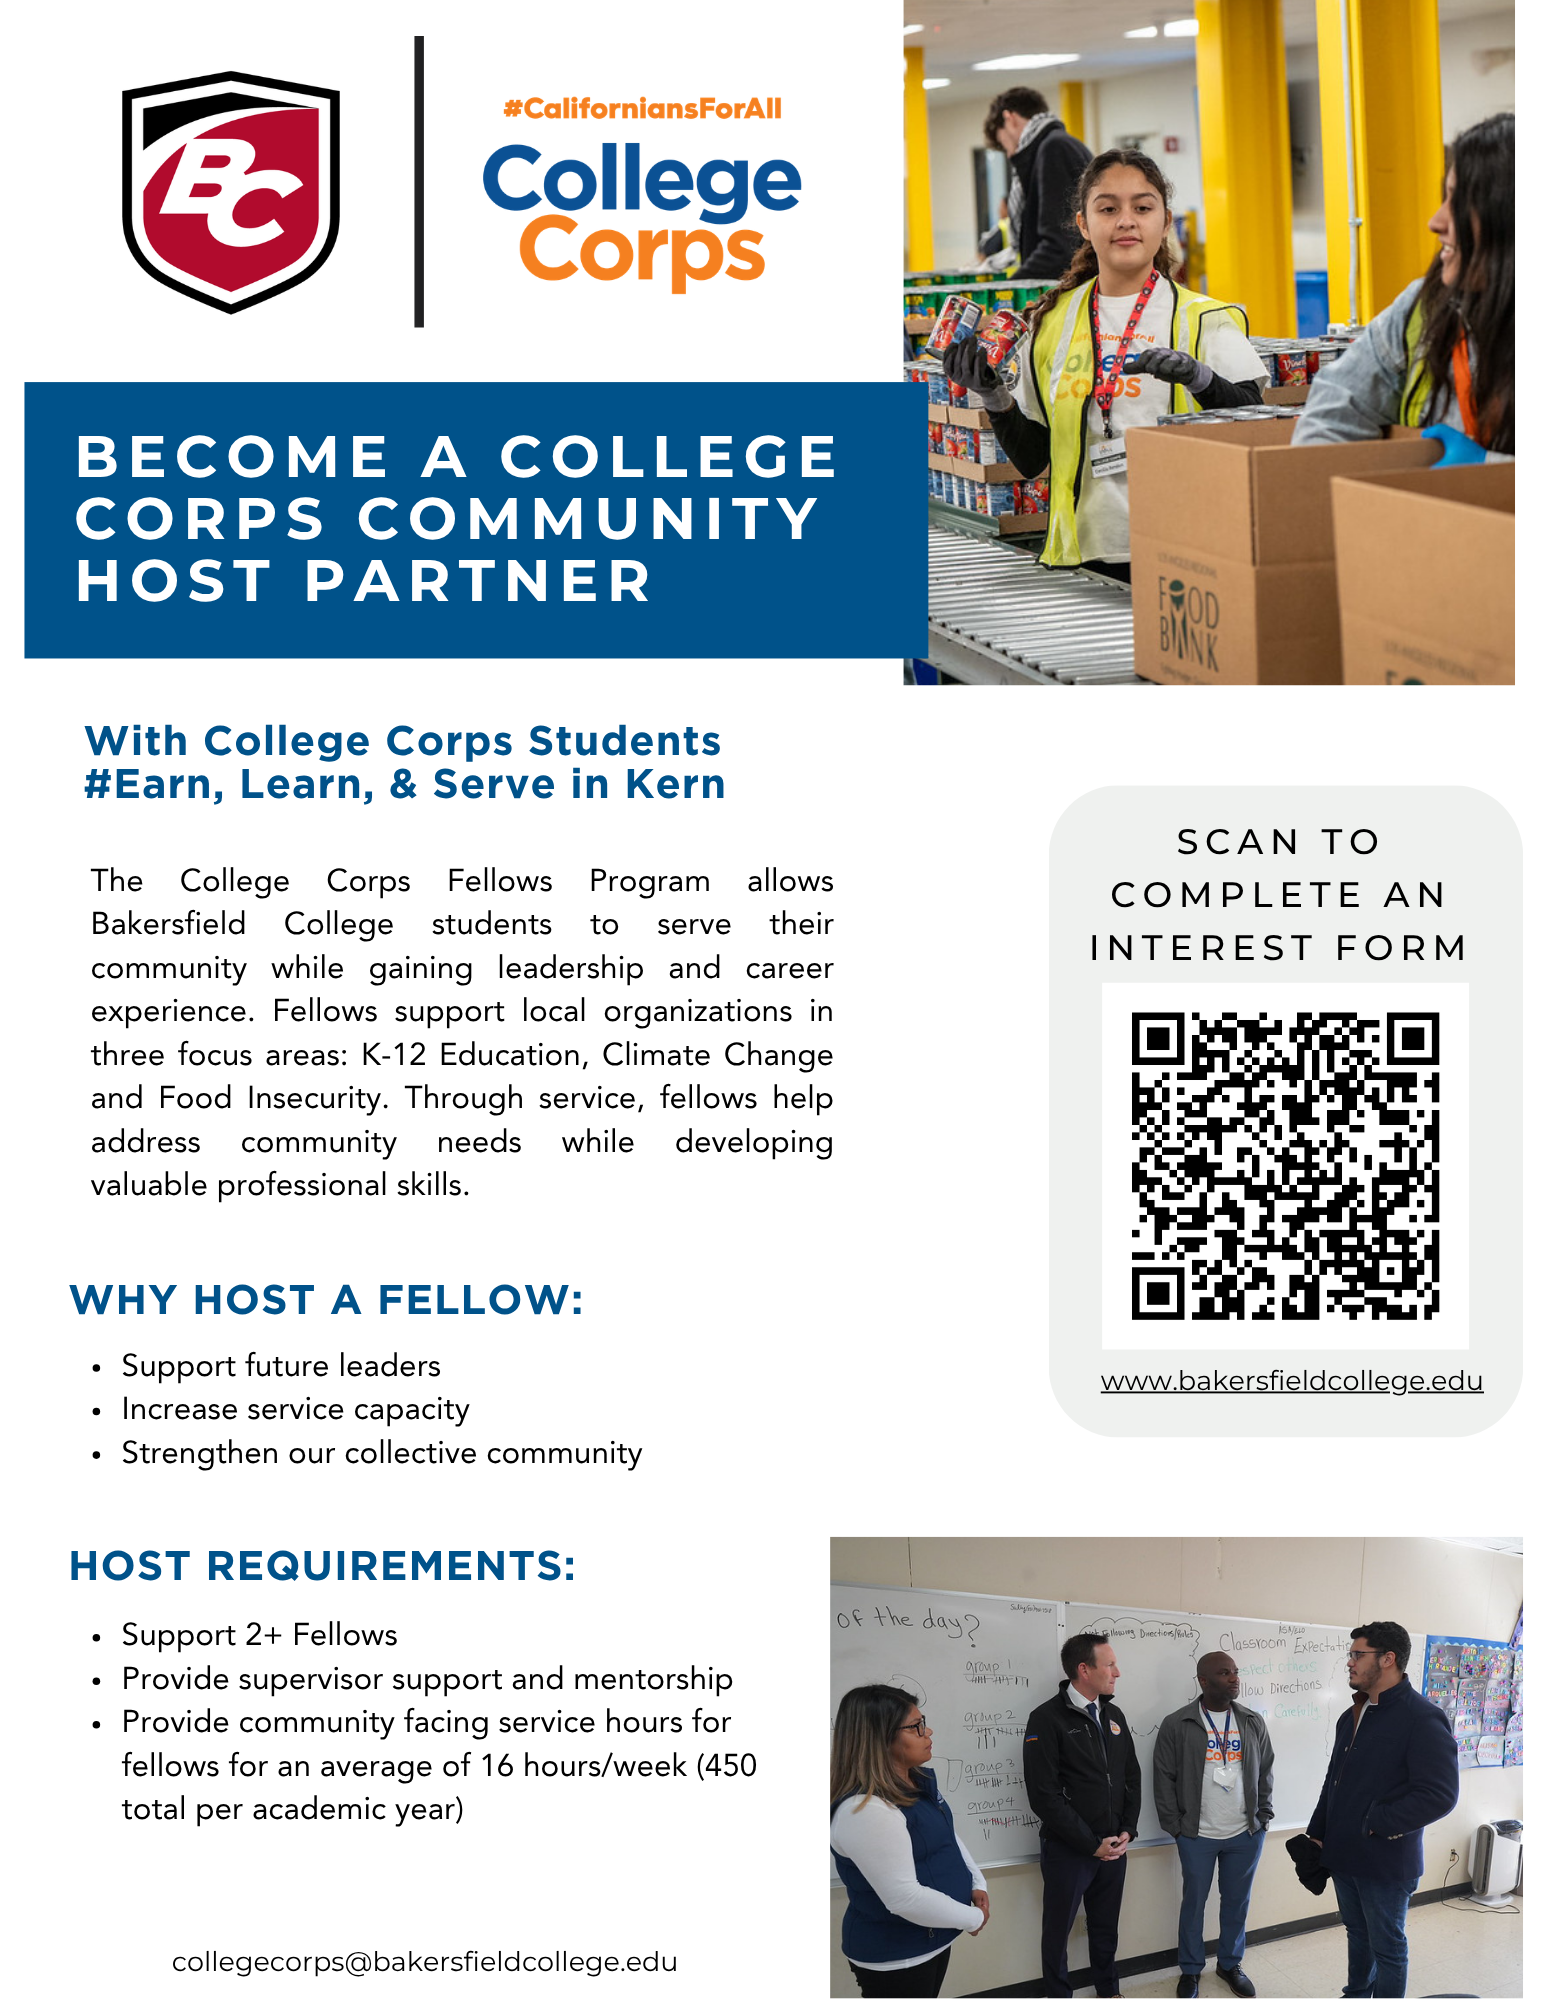 BC
#CaliforniansForAll
College
Corps
BECOME A COLLEGE
CORPS COMMUNITY
HOST PARTNER
FOOD
BANK
With College Corps Students
#Earn, Learn, & Serve in Kern
The College Corps Fellows Program allows
Bakersfield College students to serve their
community while gaining leadership and career
experience. Fellows support local organizations in
three focus areas: K-12 Education, Climate Change
and Food Insecurity. Through service, fellows help
address community needs while developing
valuable professional skills.
SCAN TO
COMPLETE AN
INTEREST FORM
www.bakersfieldcollege.edu
WHY HOST A FELLOW:
• Support future leaders
• Increase service capacity
• Strengthen our collective community
HOST REQUIREMENTS:
• Support 2+ Fellows
• Provide supervisor support and mentorship
• Provide community facing service hours for
fellows for an average of 16 hours/week (450
total per academic year)
collegecorps@bakersfieldcollege.edu
of the day?
group 1
group 2
group 3
group 4
Following Directions/Rules
Classroom
Directions
Carefully
Corps